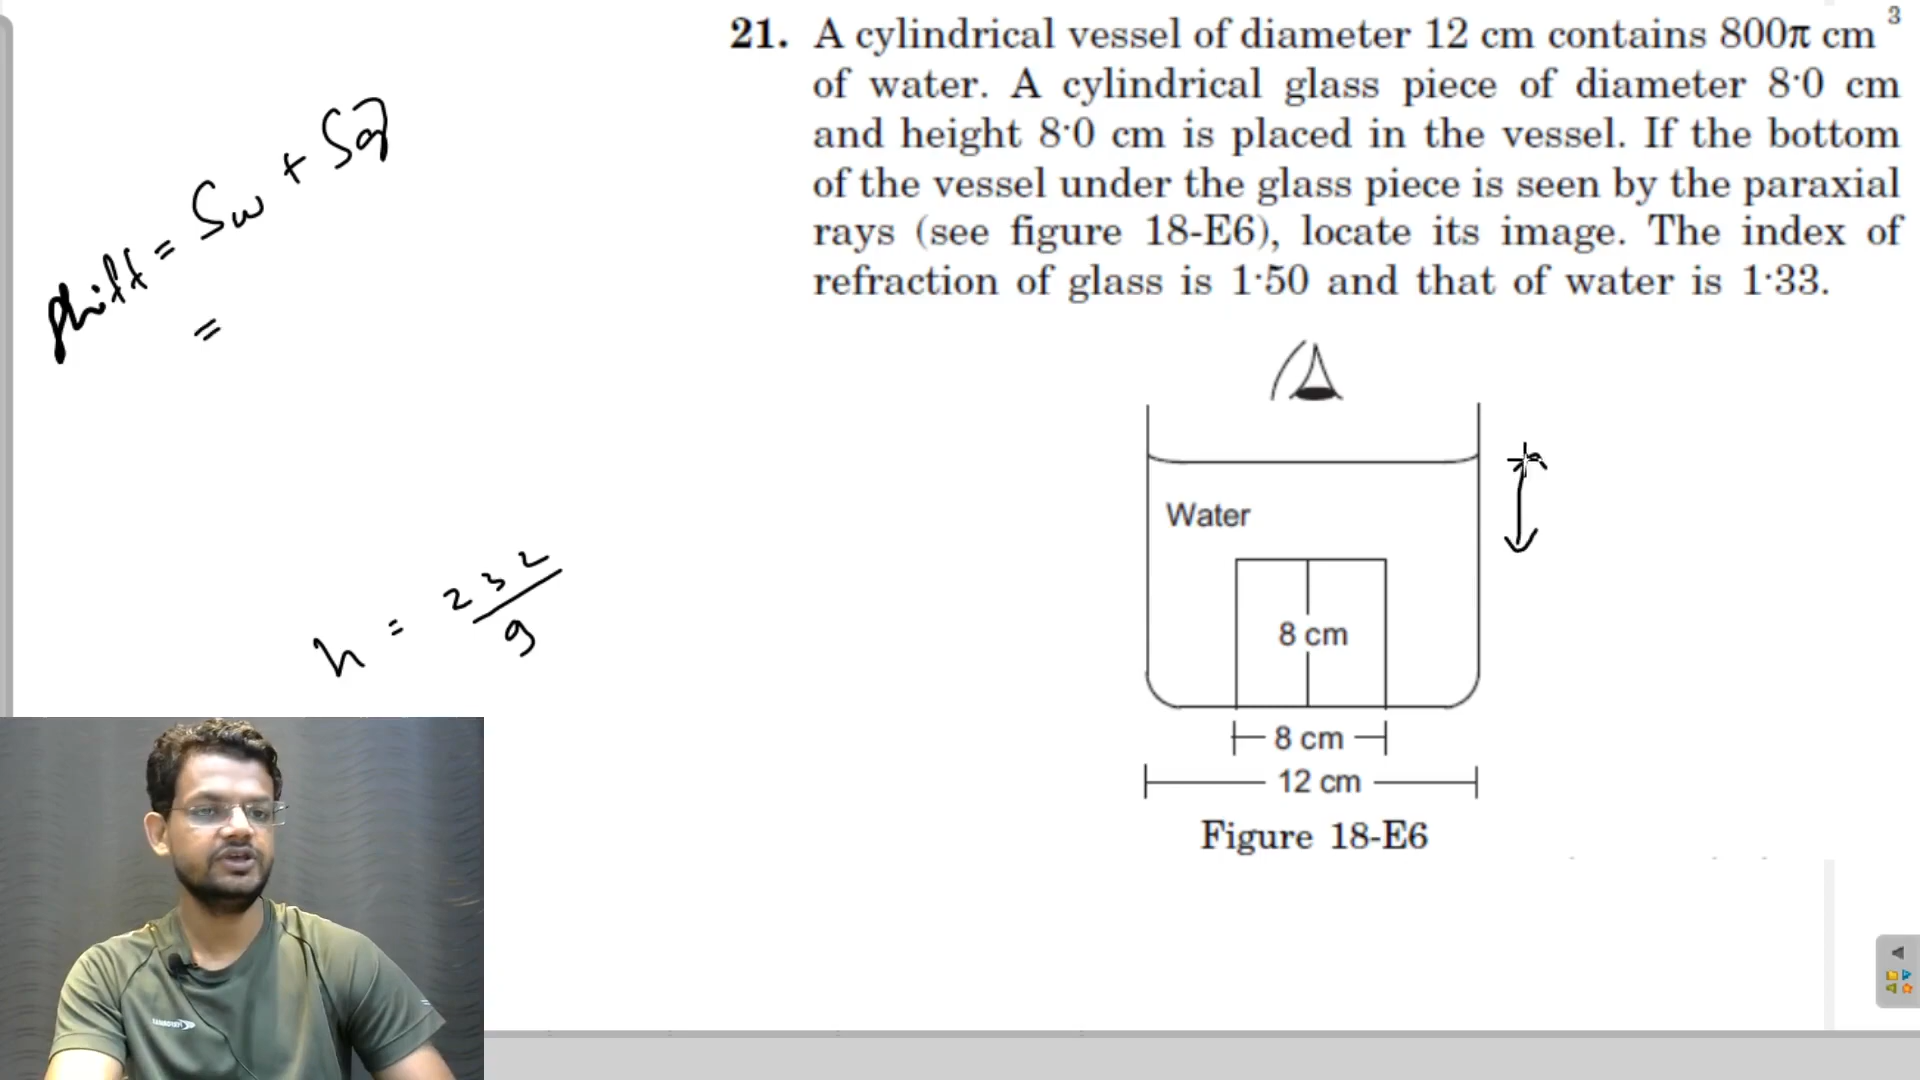 21. A cylindrical vessel of diameter 12 cm contains 800π cm³
of water. A cylindrical glass piece of diameter 8·0 cm
and height 8·0 cm is placed in the vessel. If the bottom
of the vessel under the glass piece is seen by the paraxial
rays (see figure 18-E6), locate its image. The index of
refraction of glass is 1·50 and that of water is 1·33.
shift = Sw + Sg
=
h = 232/9
Water
8 cm
8 cm
12 cm
Figure 18-E6